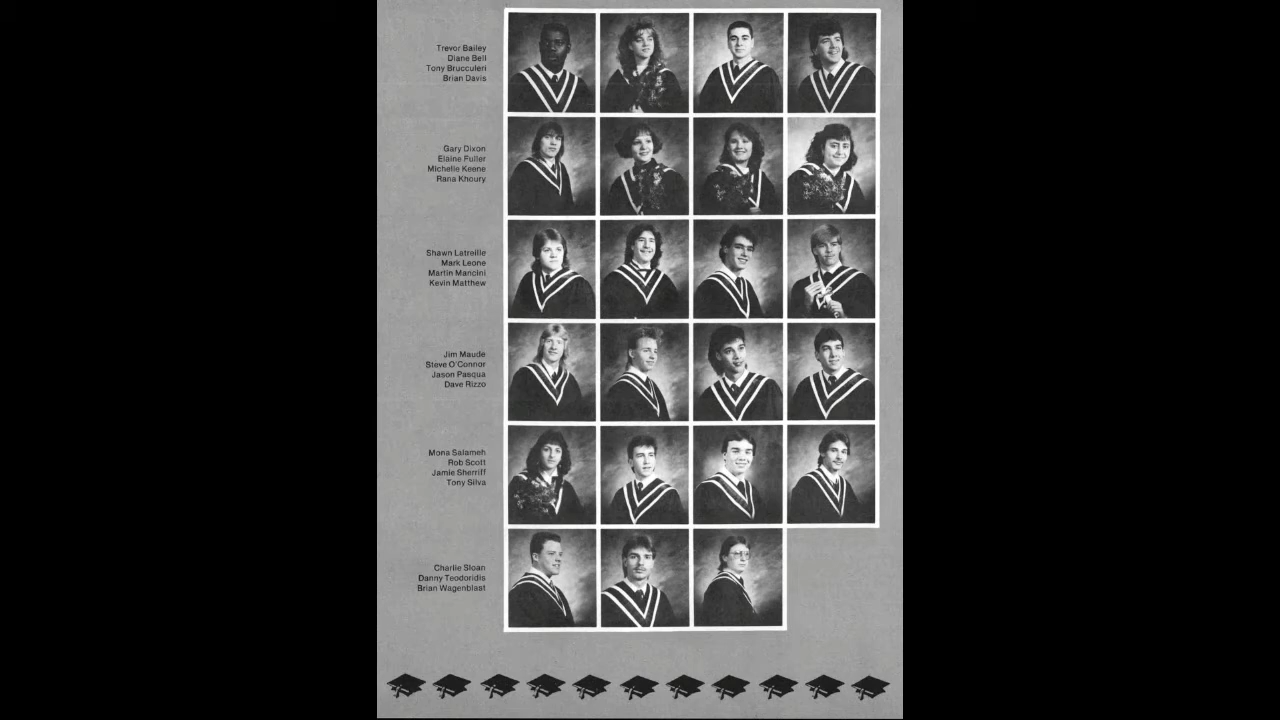 Trevor Bailey
Diane Bell
Tony Brucculeri
Brian Davis
Gary Dixon
Elaine Fuller
Michelle Keene
Rana Khoury
Shawn Latreille
Mark Leone
Martin Mancini
Kevin Matthew
Jim Maude
Steve O'Connor
Jason Pasqua
Dave Rizzo
Mona Salameh
Rob Scott
Jamie Sherriff
Tony Silva
Charlie Sloan
Danny Teodoridis
Brian Wagenblast